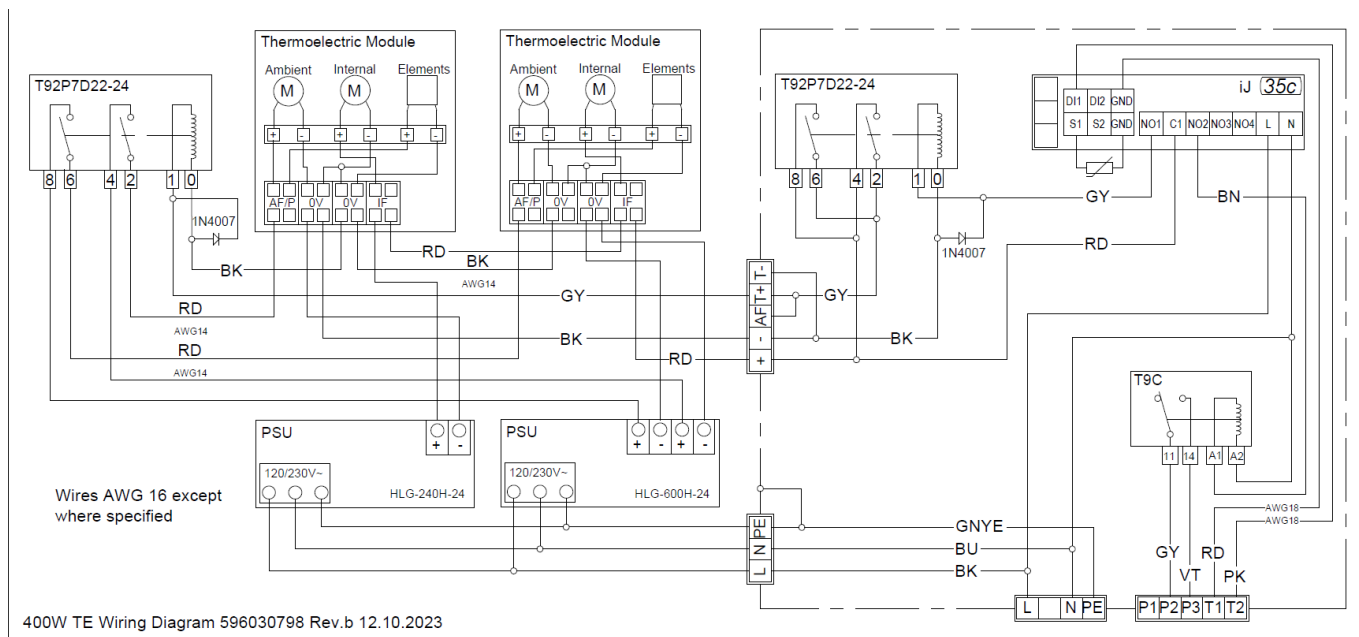 Thermoelectric Module
Ambient Internal Elements
M M
+ - + - + -
AF/P 0V 0V IF
Thermoelectric Module
Ambient Internal Elements
M M
+ - + - + -
AF/P 0V 0V IF
T92P7D22-24
8 6 4 2 1 0
1N4007
T92P7D22-24
8 6 4 2 1 0
1N4007
iJ 35c
DI1 DI2 GND
S1 S2 GND NO1 C1 NO2 NO3 NO4 L N
GY
BN
RD
RD
BK
BK
AWG14
GY
GY
RD
AWG14
BK
BK
RD
RD
AWG14
T-
T+
AF
-
+
T9C
11 14 A1 A2
PSU
+ -
120/230V~
HLG-240H-24
PSU
+ - + -
120/230V~
HLG-600H-24
Wires AWG 16 except
where specified
PE
N
L
GNYE
BU
BK
AWG18
AWG18
GY RD
VT PK
L N PE
P1 P2 P3 T1 T2
400W TE Wiring Diagram 596030798 Rev.b 12.10.2023